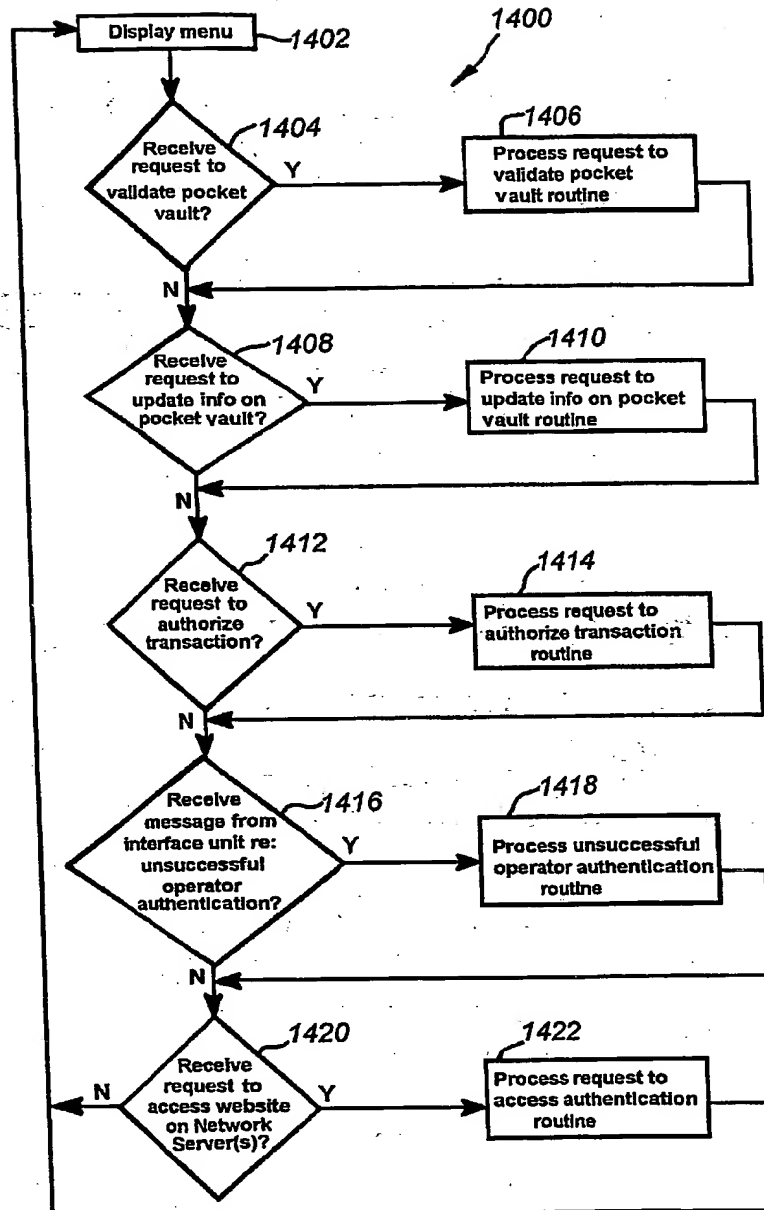 Display menu
1402
1400
1404
Receive
request to
validate pocket
vault?
Y
1406
Process request to
validate pocket
vault routine
N
1408
Receive
request to
update info on
pocket vault?
Y
1410
Process request to
update info on pocket
vault routine
N
1412
Receive
request to
authorize
transaction?
Y
1414
Process request to
authorize transaction
routine
N
1416
Receive
message from
interface unit re:
unsuccessful
operator
authentication?
Y
1418
Process unsuccessful
operator authentication
routine
N
1420
Receive
request to
access website
on Network
Server(s)?
N
Y
1422
Process request to
access authentication
routine